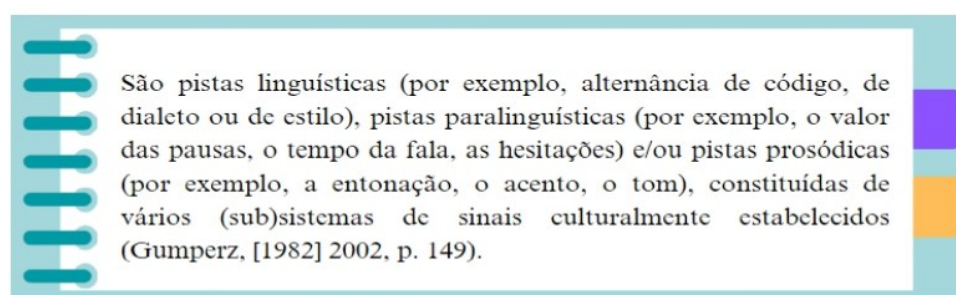 São pistas linguísticas (por exemplo, alternância de código, de
dialeto ou de estilo), pistas paralinguísticas (por exemplo, o valor
das pausas, o tempo da fala, as hesitações) e/ou pistas prosódicas
(por exemplo, a entonação, o acento, o tom), constituídas de
vários (sub)sistemas de sinais culturalmente estabelecidos
(Gumperz, [1982] 2002, p. 149).